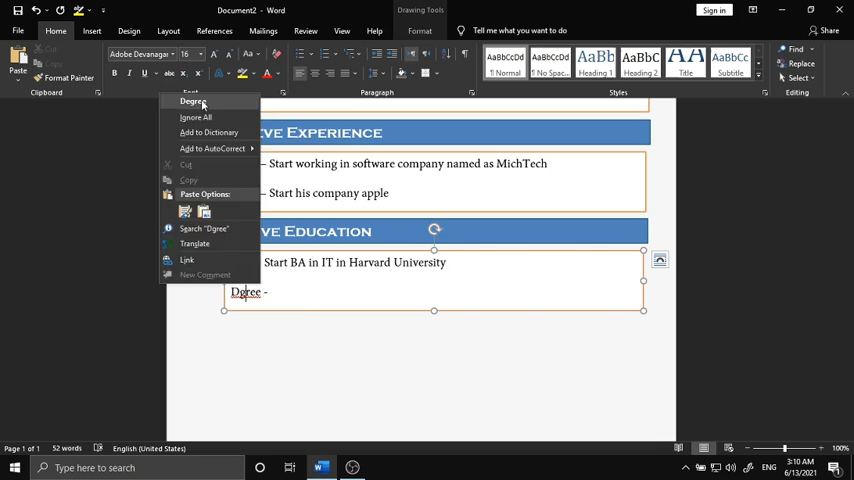 Document2 - Word
Drawing Tools
Sign in
File
Home
Insert
Draw
Design
Layout
References
Mailings
Review
View
Help
Format
Tell me what you want to do
Share
Paste
Cut
Copy
Format Painter
Clipboard
Adobe Devanagar
16
Font
Paragraph
AaBbCcDd
¶ Normal
AaBbCcDd
¶ No Spac...
AaBb
Heading 1
AaBbC
Heading 2
AA
Title
AaBbC
Subtitle
Styles
Find
Replace
Select
Editing
Degree
Ignore All
Add to Dictionary
Add to AutoCorrect
Cut
Copy
Paste Options:
Search "Dgree"
Translate
Link
New Comment
VE EXPERIENCE
– Start working in software company named as MichTech
– Start his company apple
VE EDUCATION
Start BA in IT in Harvard University
Dgree -
Page 1 of 1
52 words
English (United States)
100%
Type here to search
ENG
3:10 AM
6/13/2021